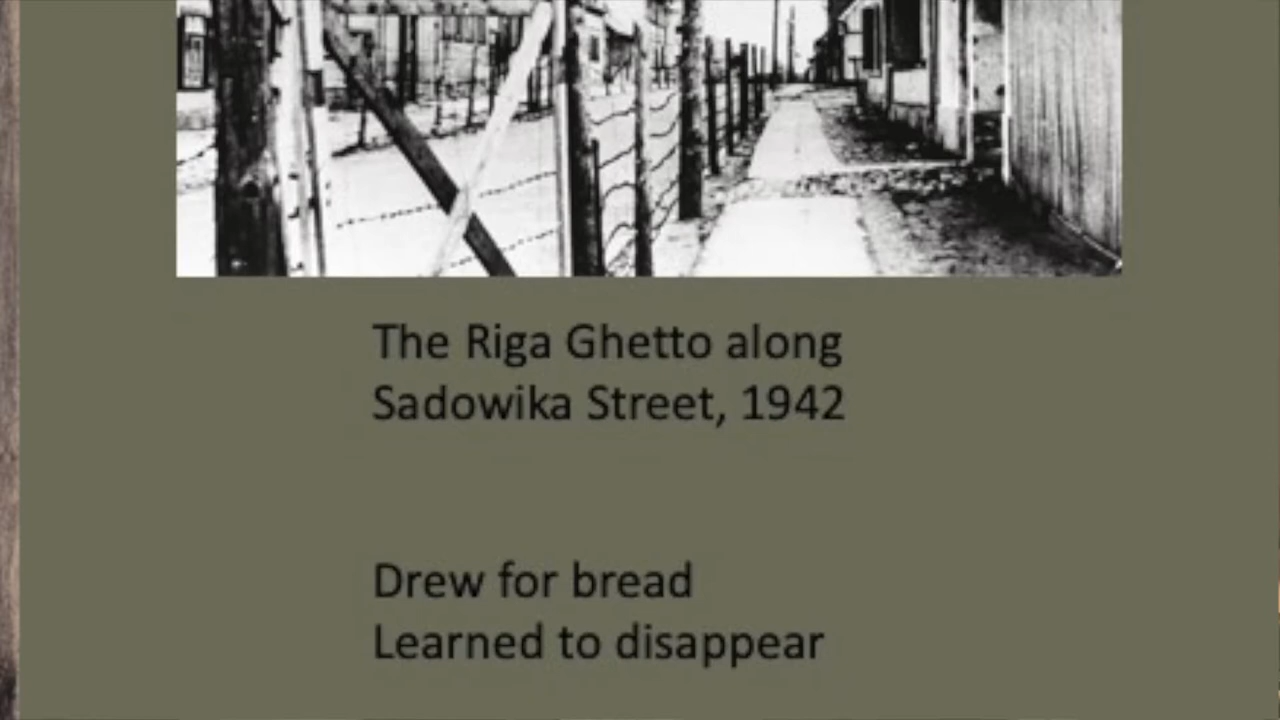 The Riga Ghetto along
Sadowika Street, 1942
Drew for bread
Learned to disappear